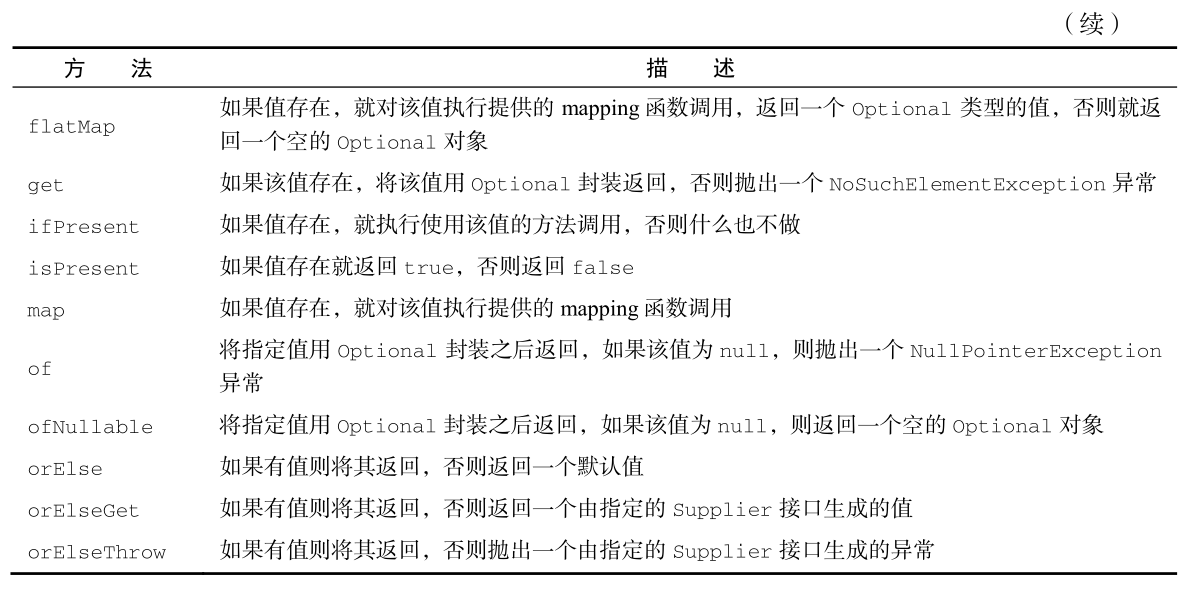 （续）
方 法 描 述
flatMap 如果值存在，就对该值执行提供的 mapping 函数调用，返回一个 Optional 类型的值，否则就返
回一个空的 Optional 对象
get 如果该值存在，将该值用 Optional 封装返回，否则抛出一个 NoSuchElementException 异常
ifPresent 如果值存在，就执行使用该值的方法调用，否则什么也不做
isPresent 如果值存在就返回 true，否则返回 false
map 如果值存在，就对该值执行提供的 mapping 函数调用
of 将指定值用 Optional 封装之后返回，如果该值为 null，则抛出一个 NullPointerException
异常
ofNullable 将指定值用 Optional 封装之后返回，如果该值为 null，则返回一个空的 Optional 对象
orElse 如果有值则将其返回，否则返回一个默认值
orElseGet 如果有值则将其返回，否则返回一个由指定的 Supplier 接口生成的值
orElseThrow 如果有值则将其返回，否则抛出一个由指定的 Supplier 接口生成的异常